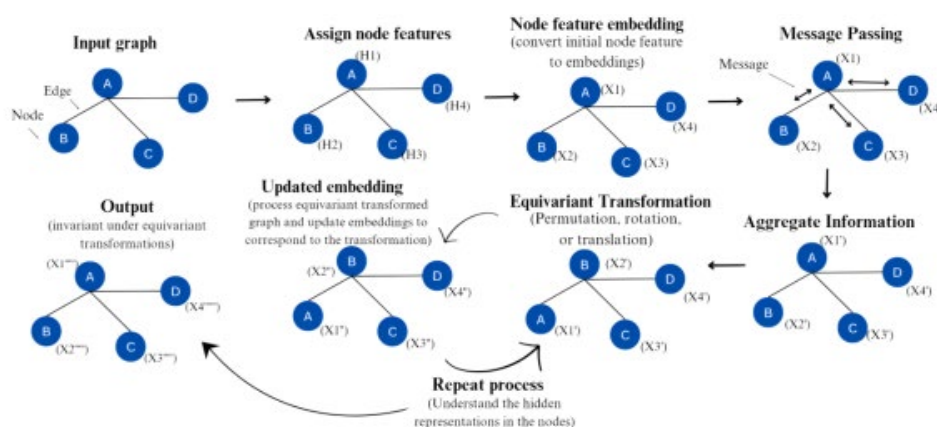 Input graph
Edge
Node
A
B
C
D
Assign node features
(H1)
A
D
(H4)
B
(H2)
C
(H3)
Node feature embedding
(convert initial node feature
to embeddings)
A
(X1)
D
(X4)
B
(X2)
C
(X3)
Message Passing
(X1)
Message
A
D
(X4
B
(X2)
C
(X3)
Aggregate Information
(X1')
A
D
(X4')
B
(X2')
C
(X3')
Equivariant Transformation
(Permutation, rotation,
or translation)
B
(X2')
D
(X4')
A
(X1')
C
(X3')
Updated embedding
(process equivariant transformed
graph and update embeddings to
correspond to the transformation)
B
(X2")
D
(X4")
A
(X1")
C
(X3")
Output
(invariant under equivariant
transformations)
A
D
B
C
Repeat process
(Understand the hidden
representations in the nodes)